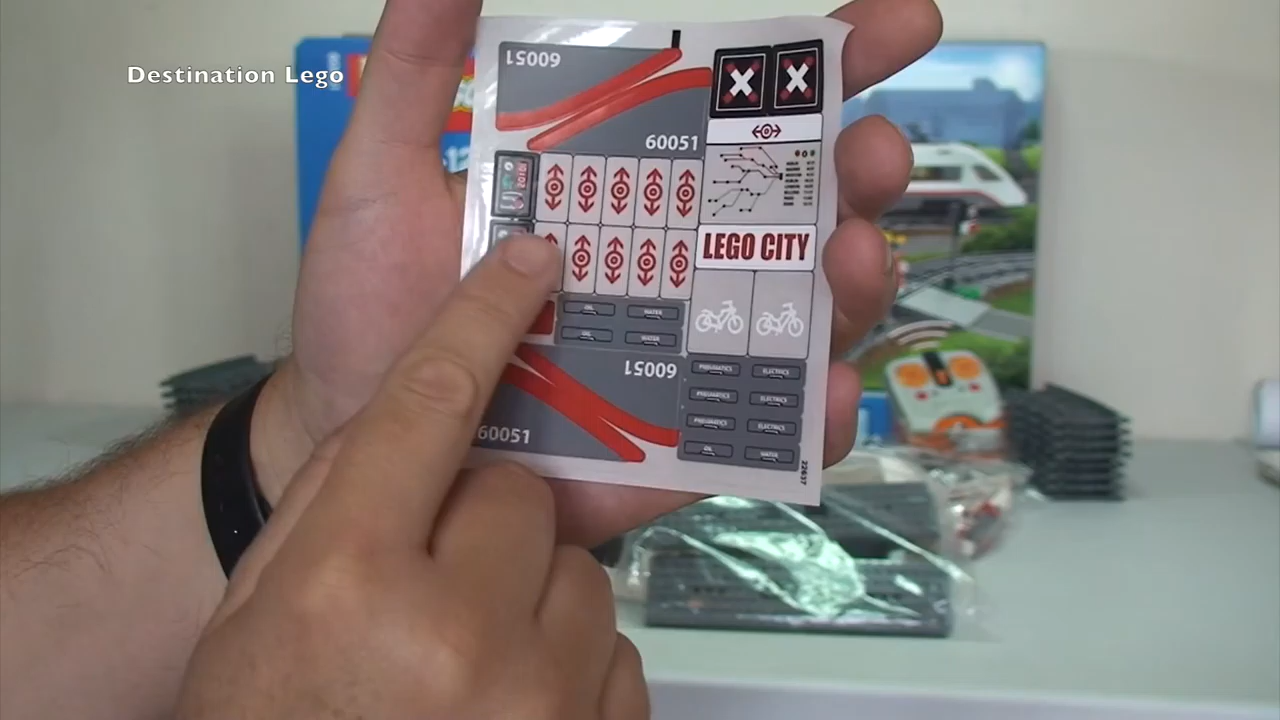 Destination Lego
60051
60051
LEGO CITY
OIL WATER
WATER
60051
60051
PNEUMATICS ELECTRICS
PNEUMATICS ELECTRICS
PNEUMATICS ELECTRICS
OIL WATER
22637